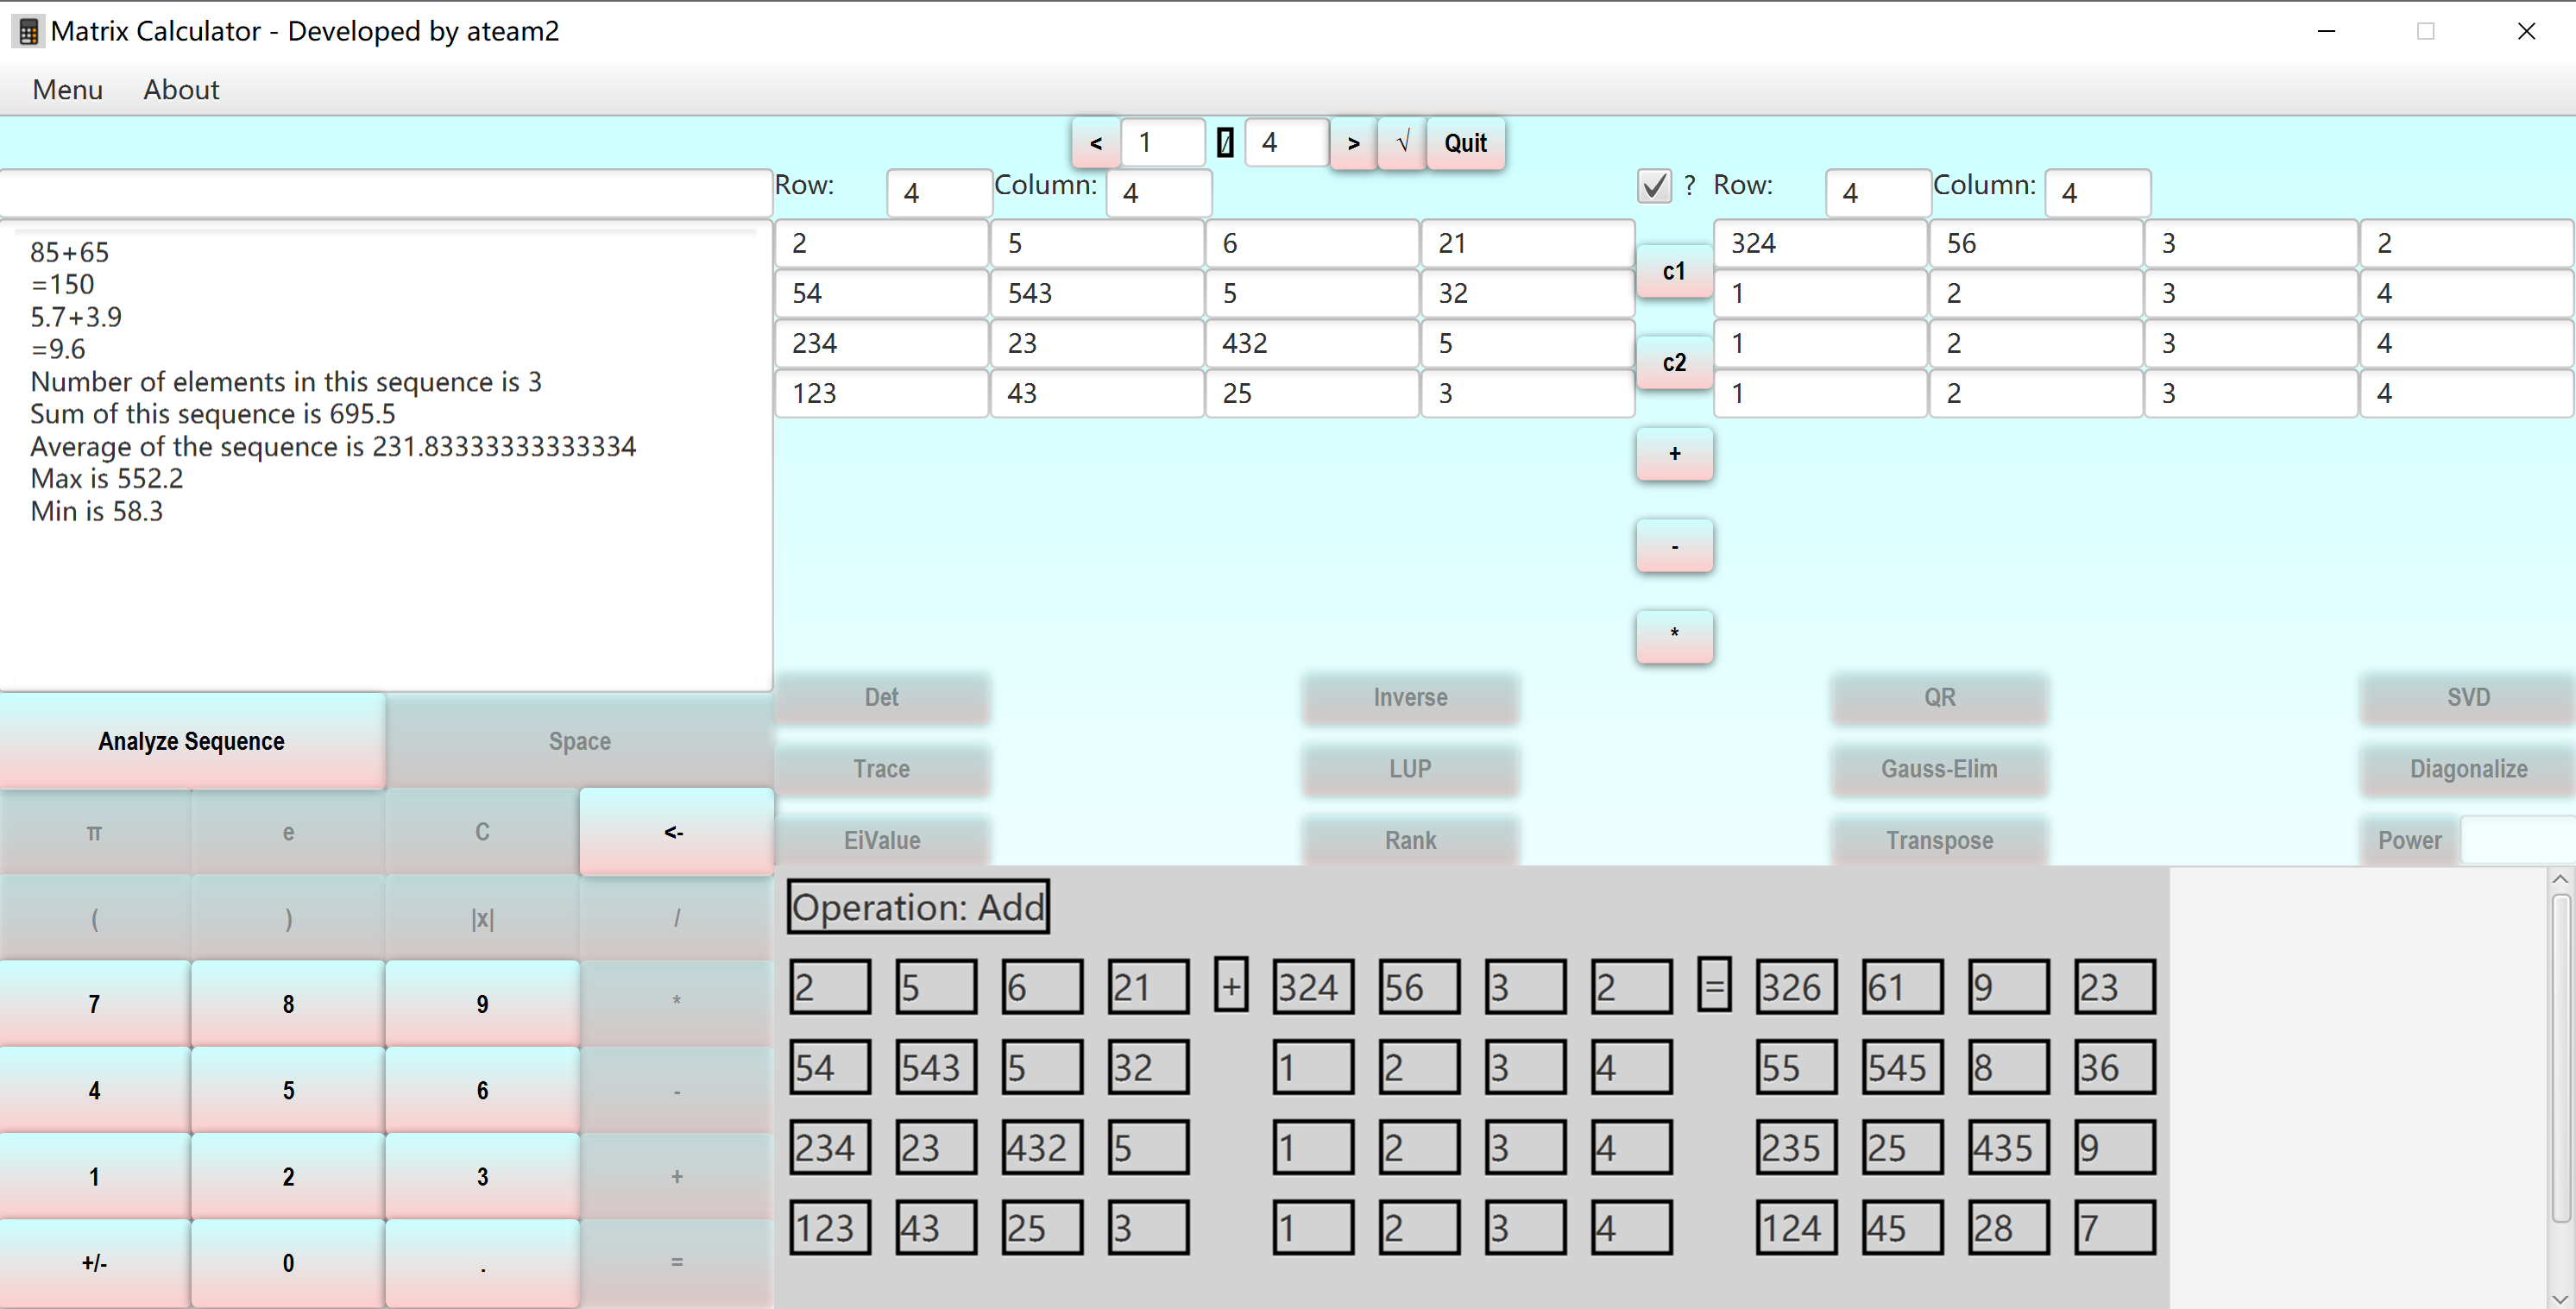 Matrix Calculator - Developed by ateam2
Menu About
< 1 / 4 > √ Quit
Row: 4 Column: 4 ? Row: 4 Column: 4
85+65
=150
5.7+3.9
=9.6
Number of elements in this sequence is 3
Sum of this sequence is 695.5
Average of the sequence is 231.83333333333334
Max is 552.2
Min is 58.3
2 5 6 21
54 543 5 32
234 23 432 5
123 43 25 3
c1
c2
+
-
*
324 56 3 2
1 2 3 4
1 2 3 4
1 2 3 4
Det Inverse QR SVD
Trace LUP Gauss-Elim Diagonalize
EiValue Rank Transpose Power
Analyze Sequence Space
π e C <-
( ) |x| /
7 8 9 *
4 5 6 -
1 2 3 +
+/- 0 . =
Operation: Add
2 5 6 21 + 324 56 3 2 = 326 61 9 23
54 543 5 32 1 2 3 4 55 545 8 36
234 23 432 5 1 2 3 4 235 25 435 9
123 43 25 3 1 2 3 4 124 45 28 7